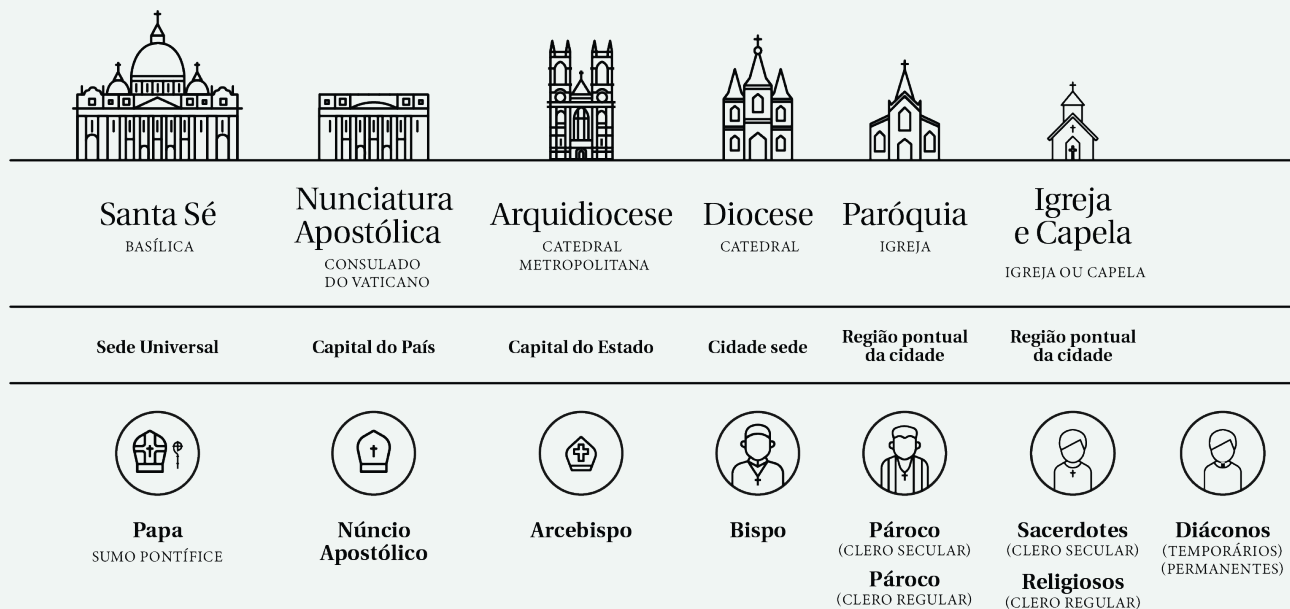 Santa Sé
BASÍLICA
Nunciatura
Apostólica
CONSULADO
DO VATICANO
Arquidiocese
CATEDRAL
METROPOLITANA
Diocese
CATEDRAL
Paróquia
IGREJA
Igreja
e Capela
IGREJA OU CAPELA
Sede Universal
Capital do País
Capital do Estado
Cidade sede
Região pontual
da cidade
Região pontual
da cidade
Papa
SUMO PONTÍFICE
Núncio
Apostólico
Arcebispo
Bispo
Pároco
(CLERO SECULAR)
Pároco
(CLERO REGULAR)
Sacerdotes
(CLERO SECULAR)
Religiosos
(CLERO REGULAR)
Diáconos
(TEMPORÁRIOS)
(PERMANENTES)